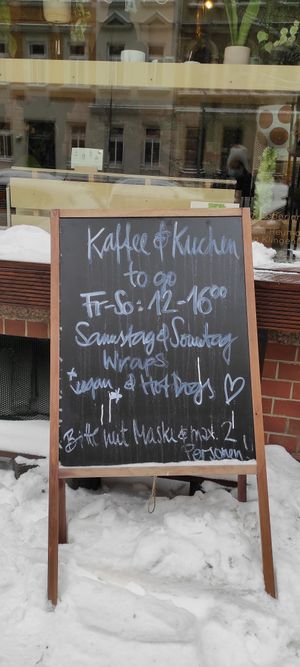 Kaffee & Kuchen
to go
Fr-So: 12-16⁰⁰
Samstag & Sonntag
Wraps
*vegan* & Hot Dogs ♡
Bitte mit Maske & max. 2
Personen!